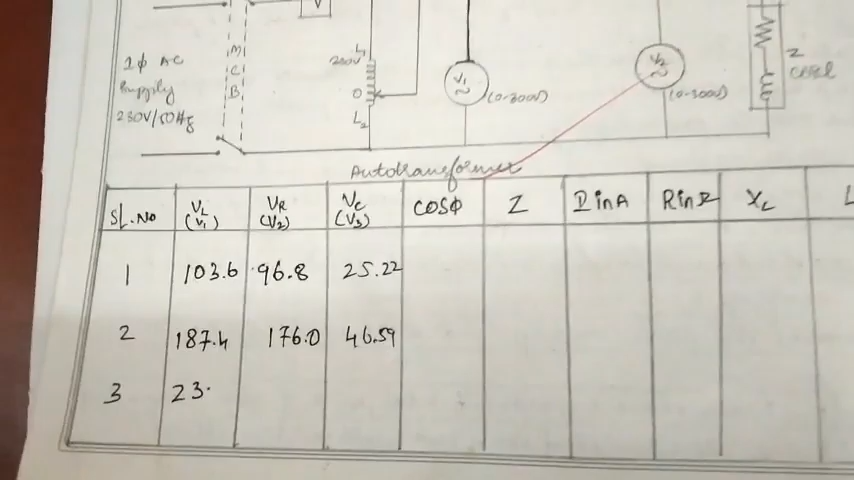 V
1ϕ AC
Supply
230V/50Hz
M
C
B
L1
230V
O
L2
V1
~
(0-300V)
V2
~
(0-300V)
Z
Autotransformer
SL.No VL (V1) VR (V2) VC (V3) COSϕ Z I in A R in Ω XL L
1 103.6 96.8 25.22
2 187.4 176.0 46.59
3 23.